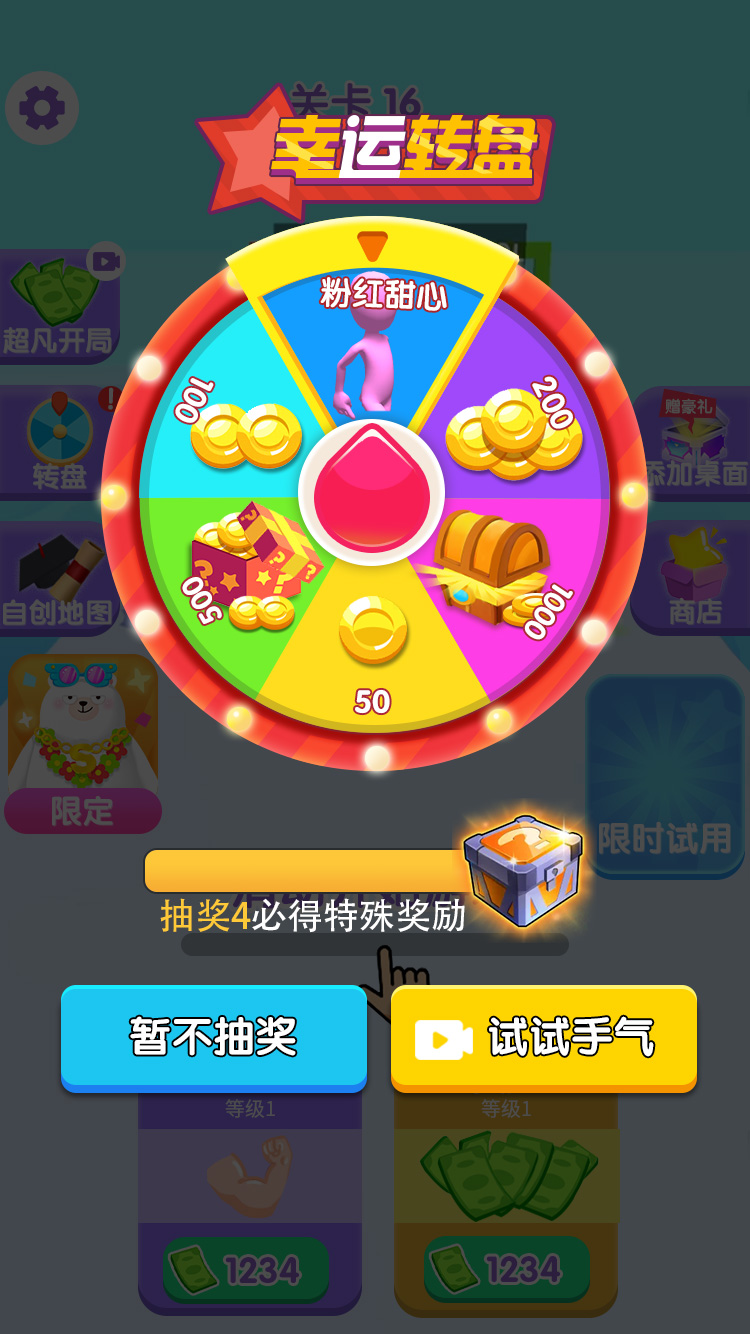 关卡 16
幸运转盘
粉红甜心
超凡开局
100
200
赠豪礼
转盘
添加桌面
500
1000
自创地图
商店
50
限定
限时试用
抽奖4必得特殊奖励
暂不抽奖
试试手气
等级1
等级1
1234
1234